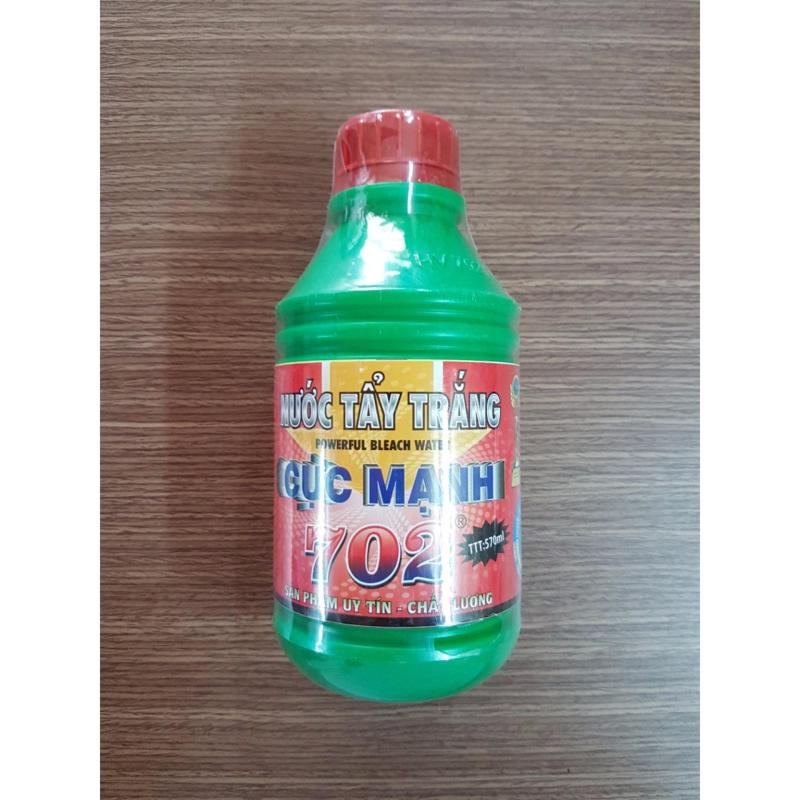 NƯỚC TẨY TRẮNG
POWERFUL BLEACH WATER
CỰC MẠNH
702®
TTT:570ml
SẢN PHẨM UY TÍN - CHẤT LƯỢNG